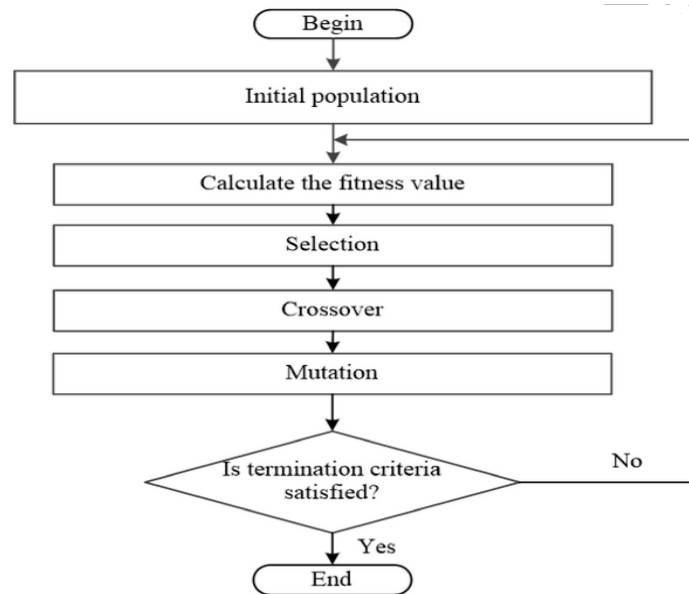 Begin
Initial population
Calculate the fitness value
Selection
Crossover
Mutation
Is termination criteria
satisfied?
No
Yes
End